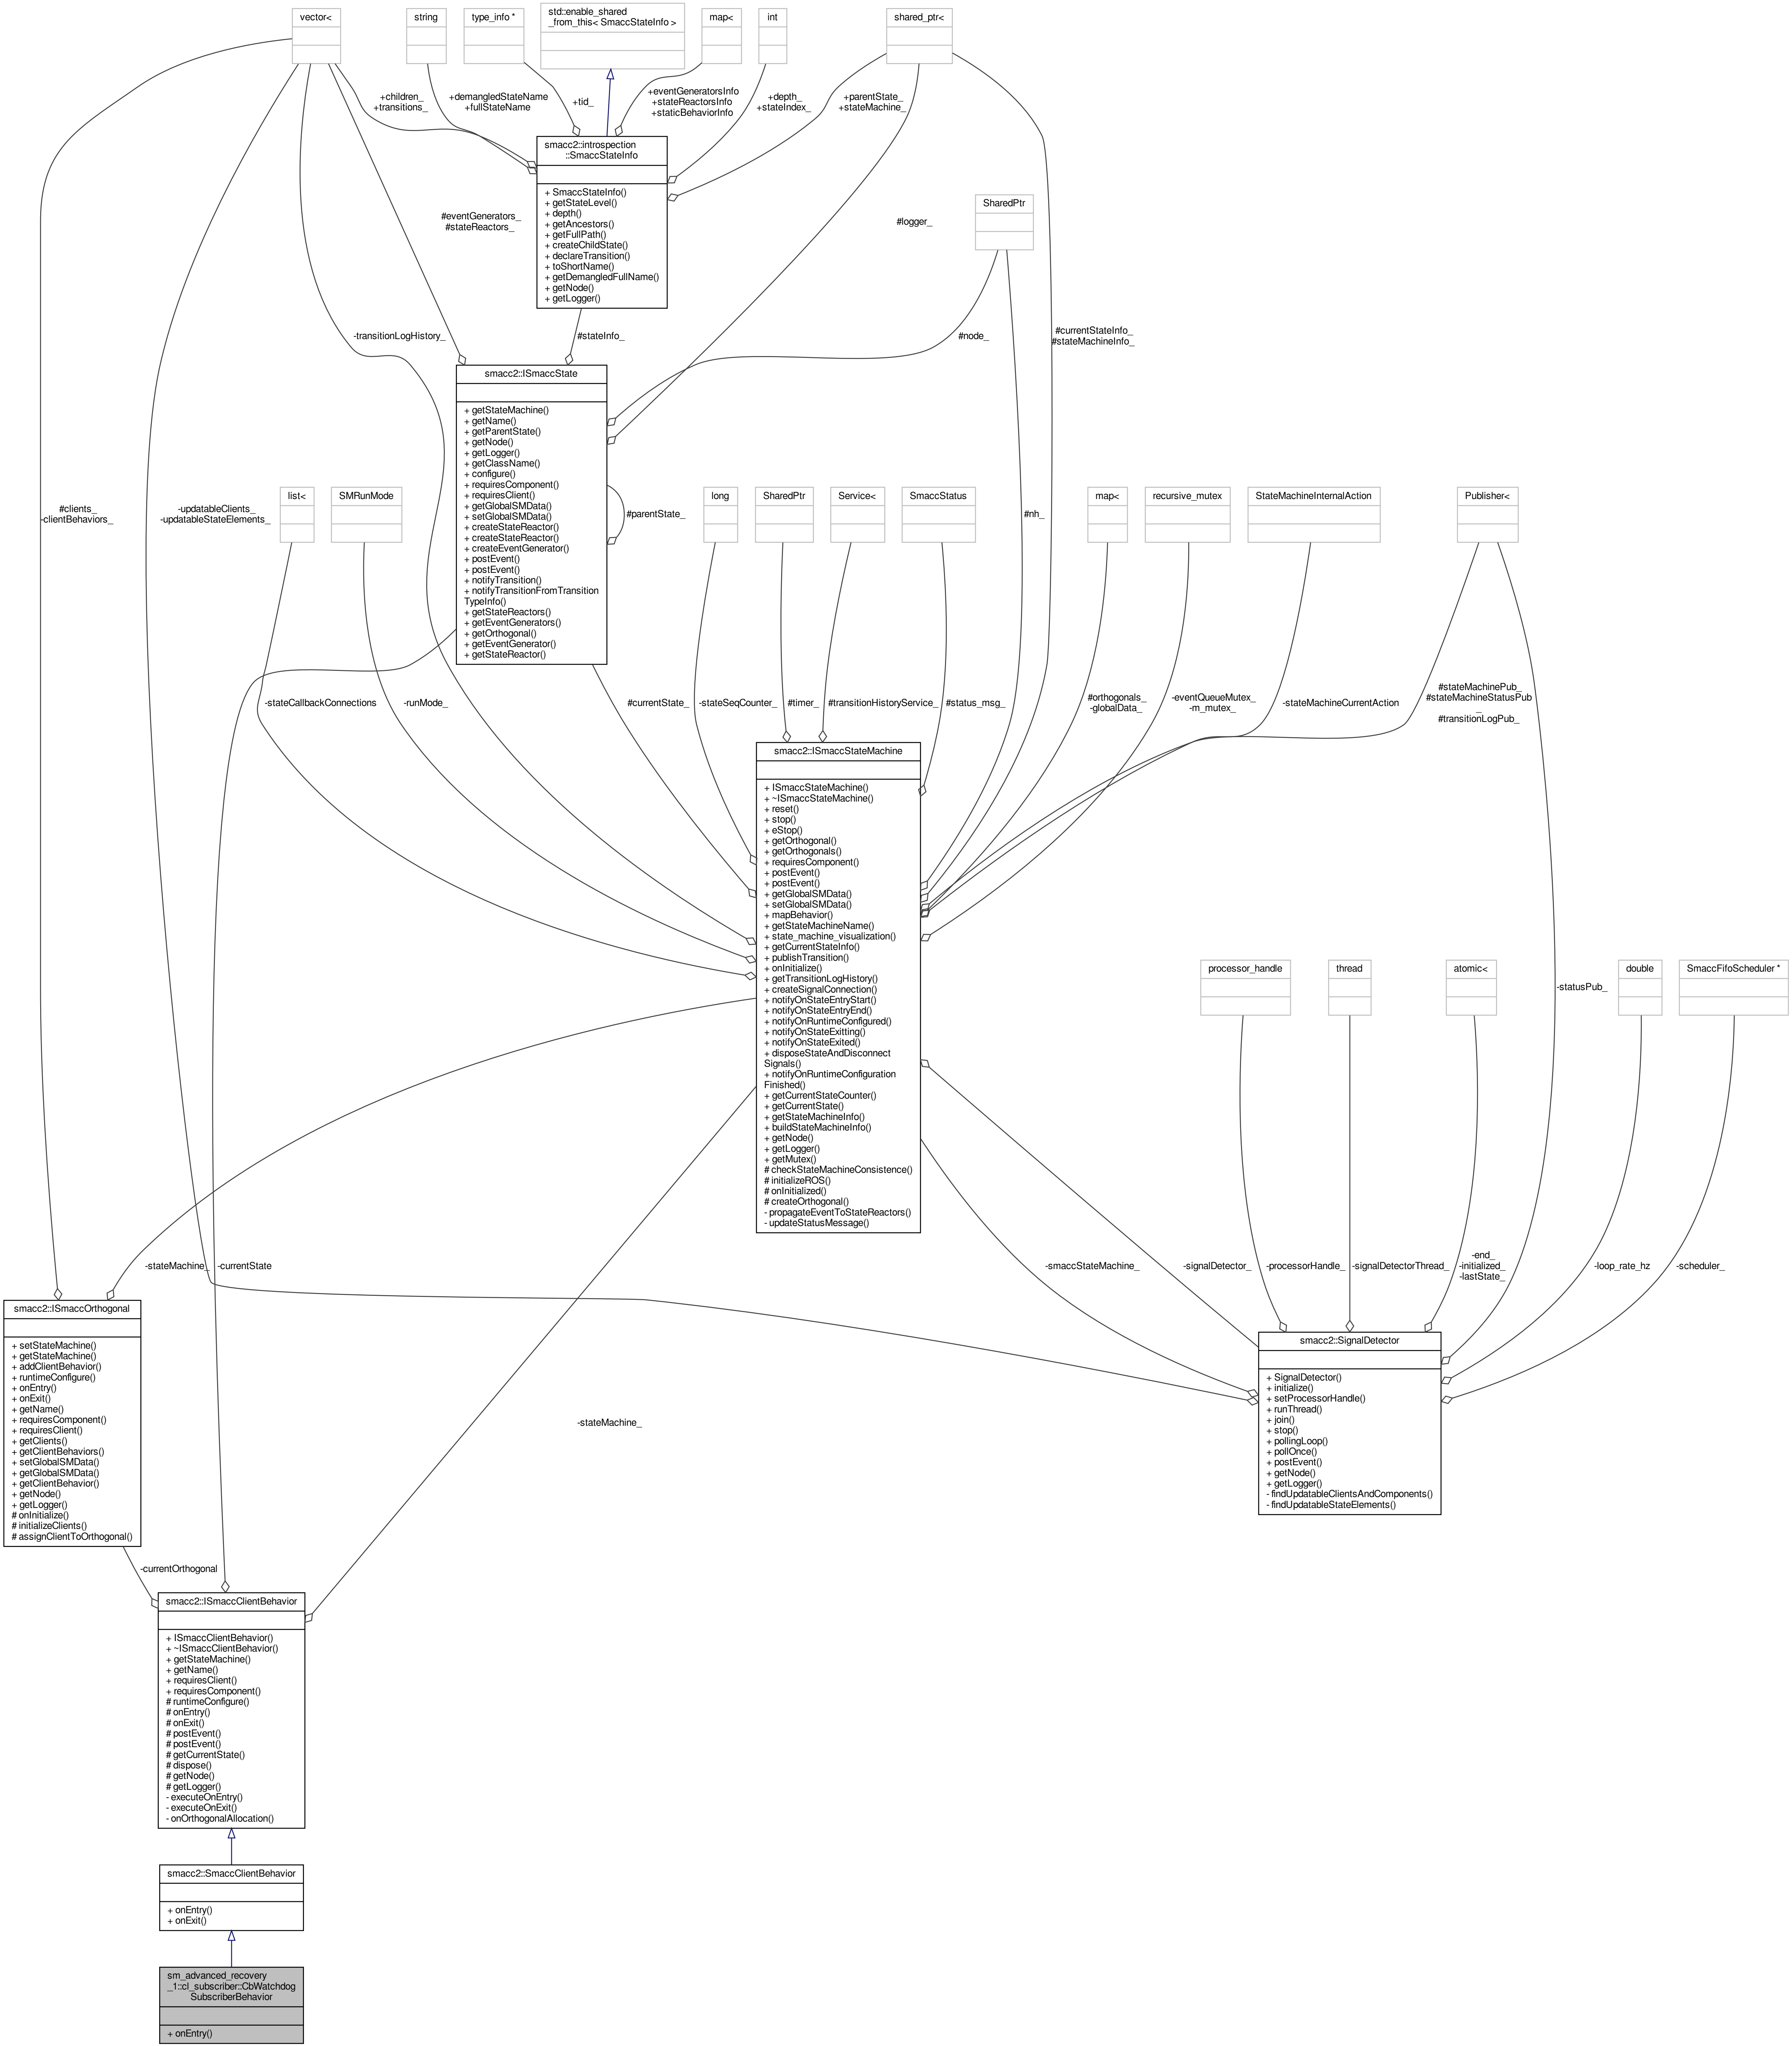 vector<
string
type_info *
std::enable_shared
_from_this< SmaccStateInfo >
map<
int
shared_ptr<
+children_
+transitions_
+demangledStateName
+fullStateName
+tid_
+eventGeneratorsInfo
+stateReactorsInfo
+staticBehaviorInfo
+depth_
+stateIndex_
+parentState_
+stateMachine_
smacc2::introspection
::SmaccStateInfo
+ SmaccStateInfo()
+ getStateLevel()
+ depth()
+ getAncestors()
+ getFullPath()
+ createChildState()
+ declareTransition()
+ toShortName()
+ getDemangledFullName()
+ getNode()
+ getLogger()
SharedPtr
#eventGenerators_
#stateReactors_
#logger_
-transitionLogHistory_
#stateInfo_
#node_
#currentStateInfo_
#stateMachineInfo_
smacc2::ISmaccState
+ getStateMachine()
+ getName()
+ getParentState()
+ getNode()
+ getLogger()
+ getClassName()
+ configure()
+ requiresComponent()
+ requiresClient()
+ getGlobalSMData()
+ setGlobalSMData()
+ createStateReactor()
+ createStateReactor()
+ createEventGenerator()
+ postEvent()
+ postEvent()
+ notifyTransition()
+ notifyTransitionFromTransition
TypeInfo()
+ getStateReactors()
+ getEventGenerators()
+ getOrthogonal()
+ getEventGenerator()
+ getStateReactor()
#clients_
-clientBehaviors_
-updatableClients_
-updatableStateElements_
list<
SMRunMode
#parentState_
long
SharedPtr
Service<
SmaccStatus
#nh_
map<
recursive_mutex
StateMachineInternalAction
Publisher<
-stateCallbackConnections
-runMode_
#currentState_
-stateSeqCounter_
#timer_
#transitionHistoryService_
#status_msg_
#orthogonals_
-globalData_
-eventQueueMutex_
-m_mutex_
-stateMachineCurrentAction
#stateMachinePub_
#stateMachineStatusPub
_
#transitionLogPub_
smacc2::ISmaccStateMachine
+ ISmaccStateMachine()
+ ~ISmaccStateMachine()
+ reset()
+ stop()
+ eStop()
+ getOrthogonal()
+ getOrthogonals()
+ requiresComponent()
+ postEvent()
+ postEvent()
+ getGlobalSMData()
+ setGlobalSMData()
+ mapBehavior()
+ getStateMachineName()
+ state_machine_visualization()
+ getCurrentStateInfo()
+ publishTransition()
+ onInitialize()
+ getTransitionLogHistory()
+ createSignalConnection()
+ notifyOnStateEntryStart()
+ notifyOnStateEntryEnd()
+ notifyOnRuntimeConfigured()
+ notifyOnStateExitting()
+ notifyOnStateExited()
+ disposeStateAndDisconnect
Signals()
+ notifyOnRuntimeConfiguration
Finished()
+ getCurrentStateCounter()
+ getCurrentState()
+ getStateMachineInfo()
+ buildStateMachineInfo()
+ getNode()
+ getLogger()
+ getMutex()
# checkStateMachineConsistence()
# initializeROS()
# onInitialized()
# createOrthogonal()
- propagateEventToStateReactors()
- updateStatusMessage()
processor_handle
thread
atomic<
-statusPub_
double
SmaccFifoScheduler *
-stateMachine_
-currentState
-smaccStateMachine_
-signalDetector_
-processorHandle_
-signalDetectorThread_
-end_
-initialized_
-lastState_
-loop_rate_hz
-scheduler_
smacc2::ISmaccOrthogonal
+ setStateMachine()
+ getStateMachine()
+ addClientBehavior()
+ runtimeConfigure()
+ onEntry()
+ onExit()
+ getName()
+ requiresComponent()
+ requiresClient()
+ getClients()
+ getClientBehaviors()
+ setGlobalSMData()
+ getGlobalSMData()
+ getClientBehavior()
+ getNode()
+ getLogger()
# onInitialize()
# initializeClients()
# assignClientToOrthogonal()
smacc2::SignalDetector
+ SignalDetector()
+ initialize()
+ setProcessorHandle()
+ runThread()
+ join()
+ stop()
+ pollingLoop()
+ pollOnce()
+ postEvent()
+ getNode()
+ getLogger()
- findUpdatableClientsAndComponents()
- findUpdatableStateElements()
-stateMachine_
-currentOrthogonal
smacc2::ISmaccClientBehavior
+ ISmaccClientBehavior()
+ ~ISmaccClientBehavior()
+ getStateMachine()
+ getName()
+ requiresClient()
+ requiresComponent()
# runtimeConfigure()
# onEntry()
# onExit()
# postEvent()
# postEvent()
# getCurrentState()
# dispose()
# getNode()
# getLogger()
- executeOnEntry()
- executeOnExit()
- onOrthogonalAllocation()
smacc2::SmaccClientBehavior
+ onEntry()
+ onExit()
sm_advanced_recovery
_1::cl_subscriber::CbWatchdog
SubscriberBehavior
+ onEntry()